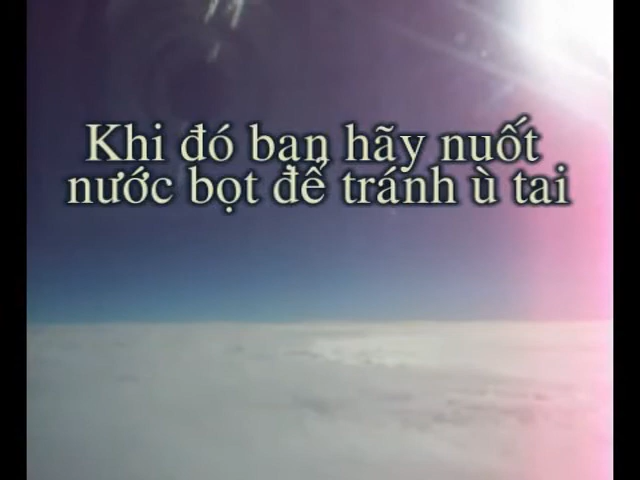 Khi đó bạn hãy nuốt
nước bọt để tránh ù tai